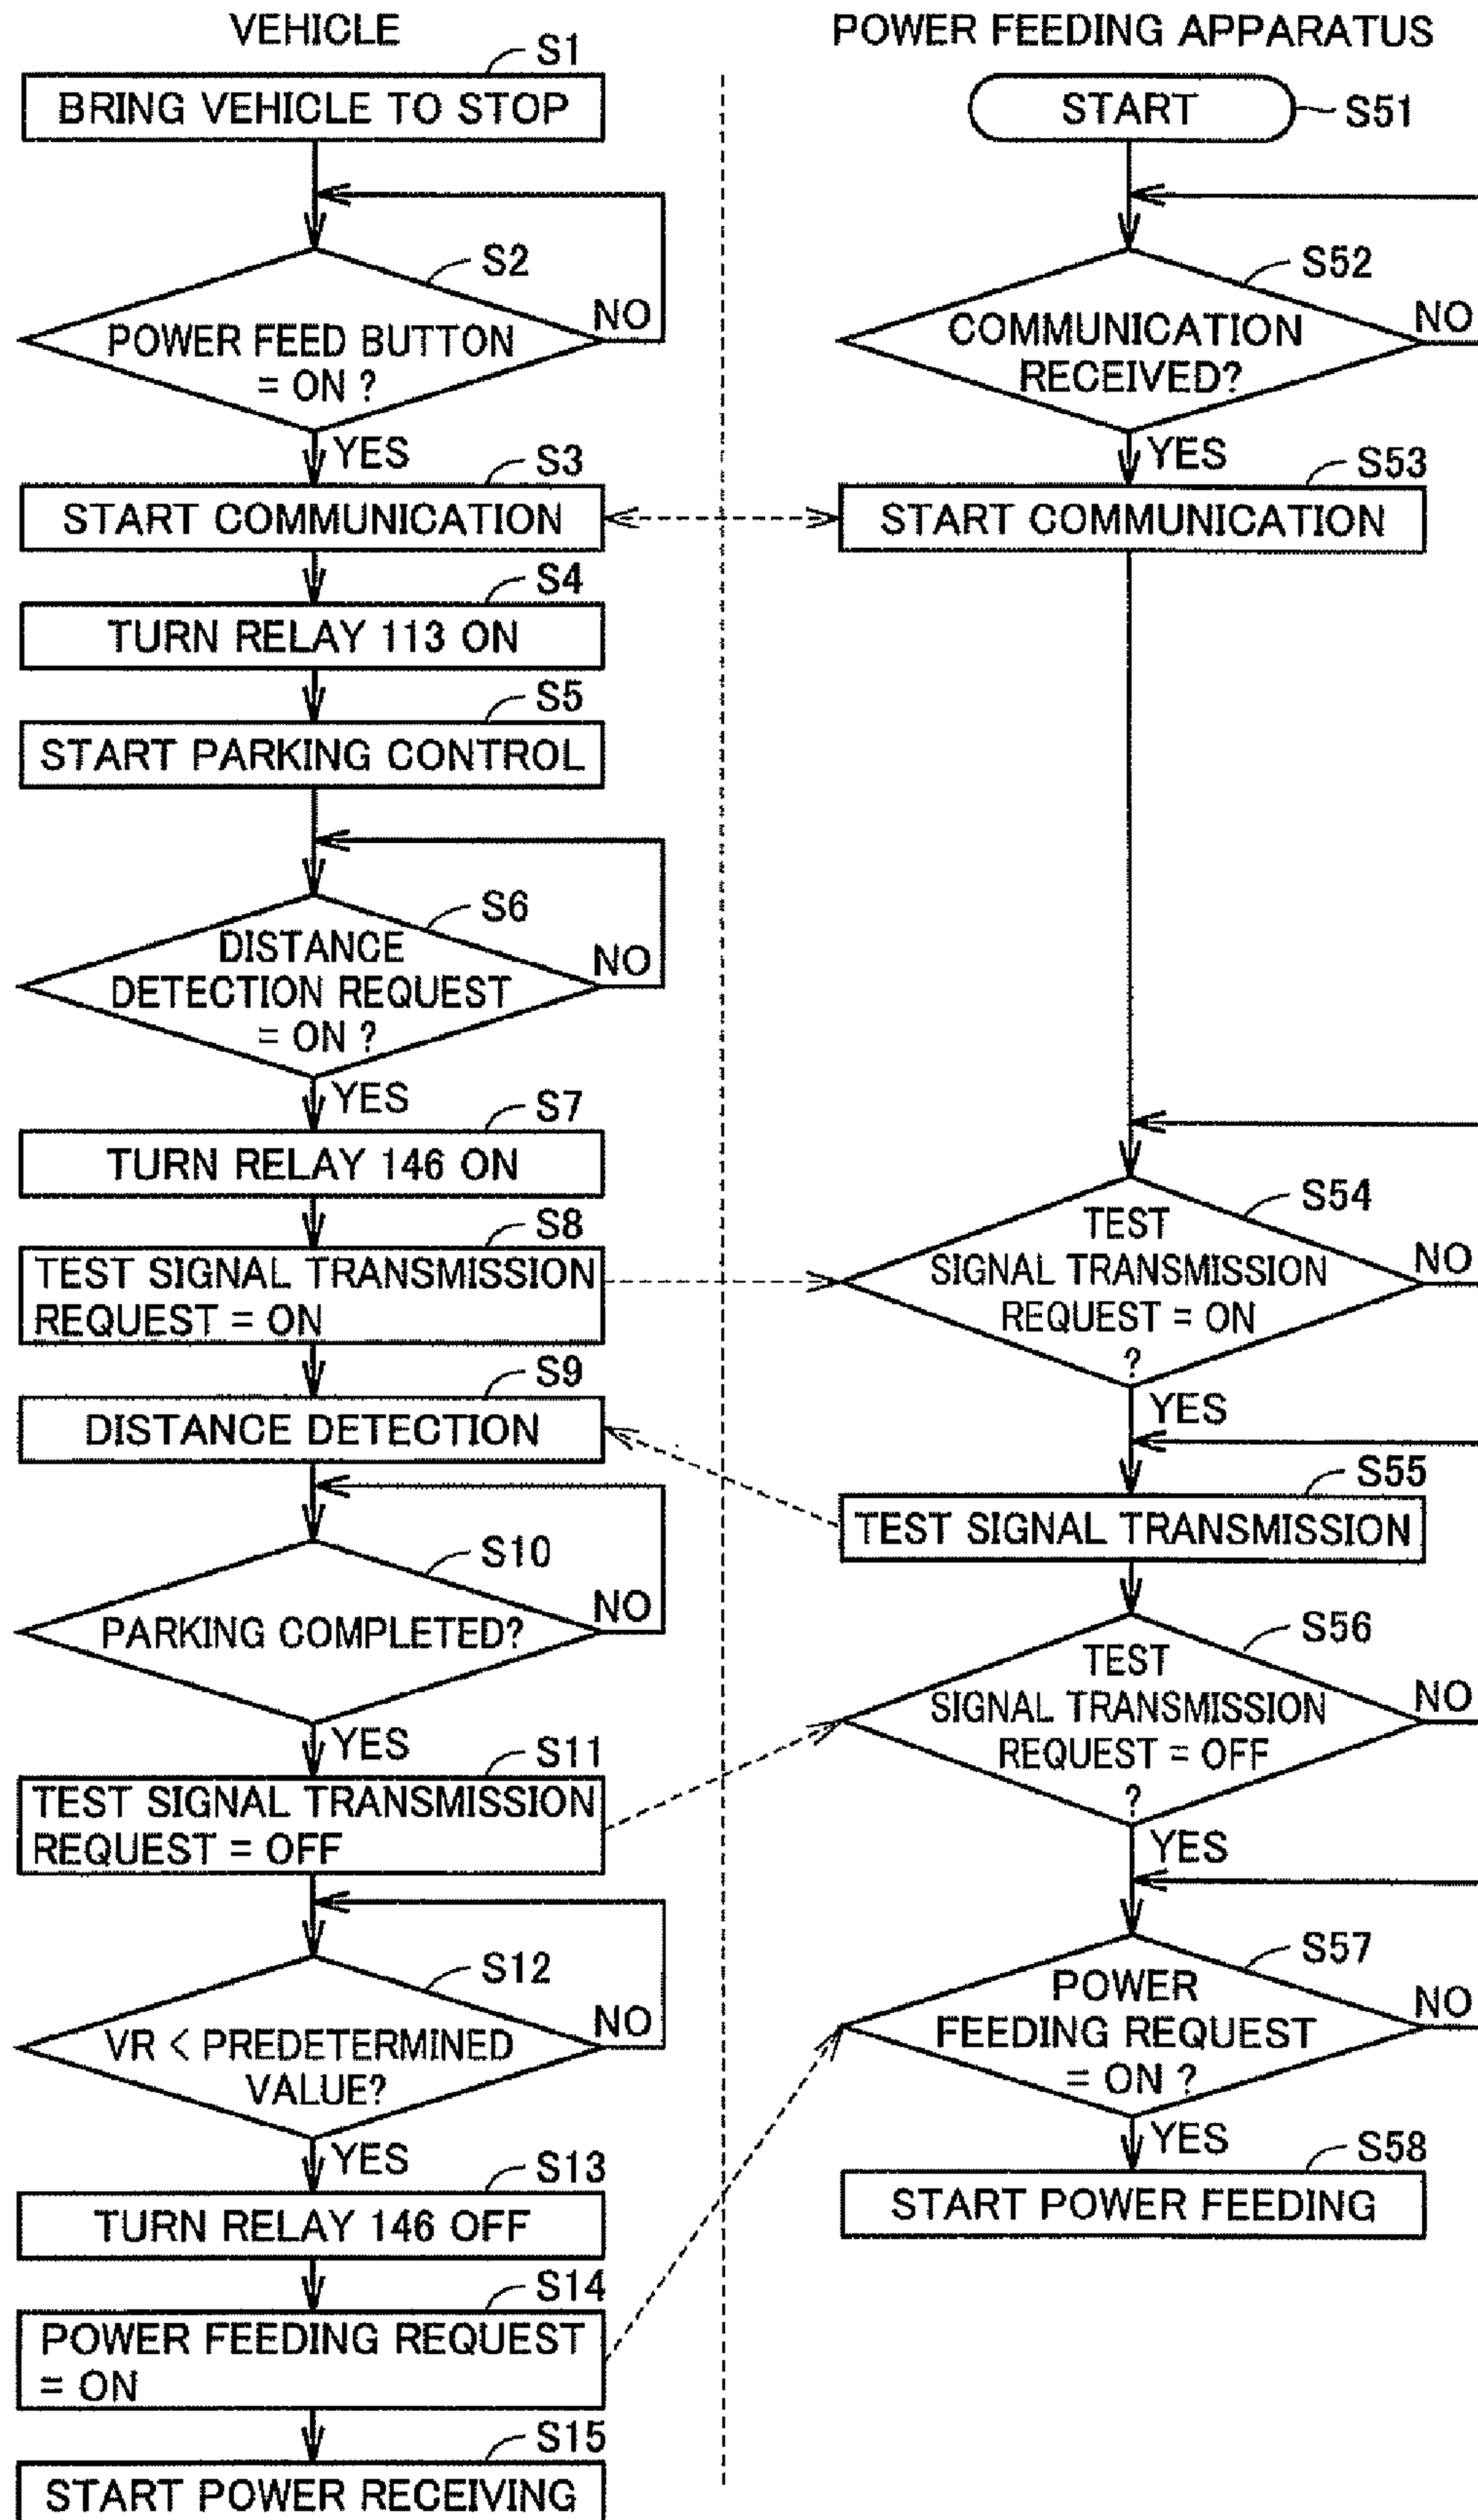 VEHICLE
S1
BRING VEHICLE TO STOP
S2
POWER FEED BUTTON
= ON ?
NO
YES
S3
START COMMUNICATION
S4
TURN RELAY 113 ON
S5
START PARKING CONTROL
S6
DISTANCE
DETECTION REQUEST
= ON ?
NO
YES
S7
TURN RELAY 146 ON
S8
TEST SIGNAL TRANSMISSION
REQUEST = ON
S9
DISTANCE DETECTION
S10
PARKING COMPLETED?
NO
YES
S11
TEST SIGNAL TRANSMISSION
REQUEST = OFF
S12
VR < PREDETERMINED
VALUE?
NO
YES
S13
TURN RELAY 146 OFF
S14
POWER FEEDING REQUEST
= ON
S15
START POWER RECEIVING
POWER FEEDING APPARATUS
START
S51
S52
COMMUNICATION
RECEIVED?
NO
YES
S53
START COMMUNICATION
S54
TEST
SIGNAL TRANSMISSION
REQUEST = ON
?
NO
YES
S55
TEST SIGNAL TRANSMISSION
S56
TEST
SIGNAL TRANSMISSION
REQUEST = OFF
?
NO
YES
S57
POWER
FEEDING REQUEST
= ON ?
NO
YES
S58
START POWER FEEDING